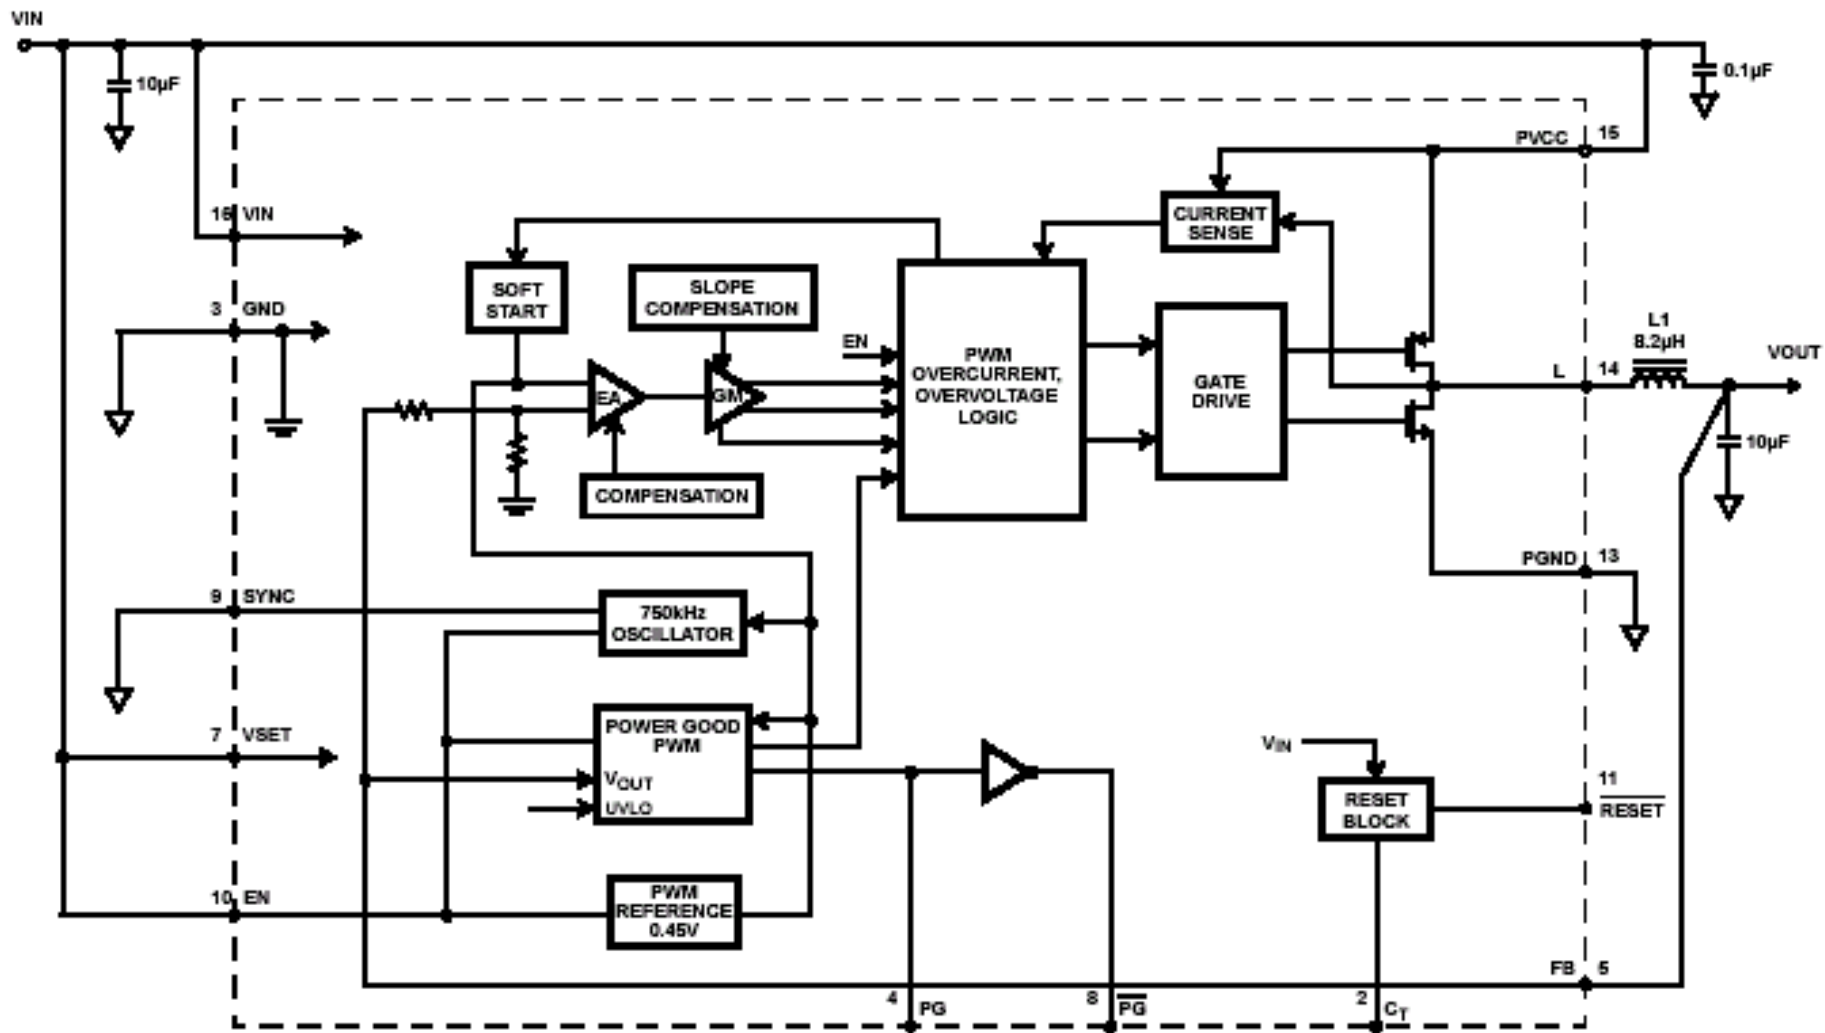 VIN
10µF
0.1µF
PVCC
15
16
VIN
CURRENT
SENSE
3
GND
SOFT
START
SLOPE
COMPENSATION
EN
PWM
OVERCURRENT,
OVERVOLTAGE
LOGIC
GATE
DRIVE
L1
8.2µH
VOUT
L
14
EA
GM
10µF
COMPENSATION
PGND
13
9
SYNC
750kHz
OSCILLATOR
7
VSET
POWER GOOD
PWM
VOUT
UVLO
VIN
RESET
BLOCK
11
RESET
10
EN
PWM
REFERENCE
0.45V
FB
5
4
PG
8
PG
2
CT